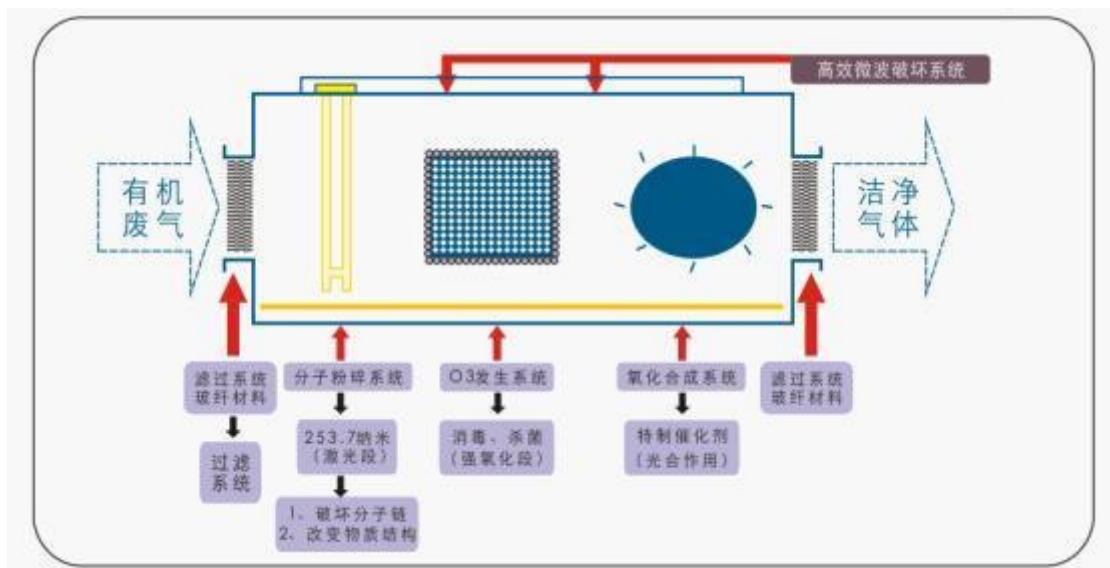 高效微波破坏系统
有机
废气
洁净
气体
滤过系统
玻纤材料
分子粉碎系统
O3发生系统
氧化合成系统
滤过系统
玻纤材料
过滤
系统
253.7纳米
(激光段)
消毒、杀菌
(强氧化段)
特制催化剂
(光合作用)
1、破坏分子链
2、改变物质结构